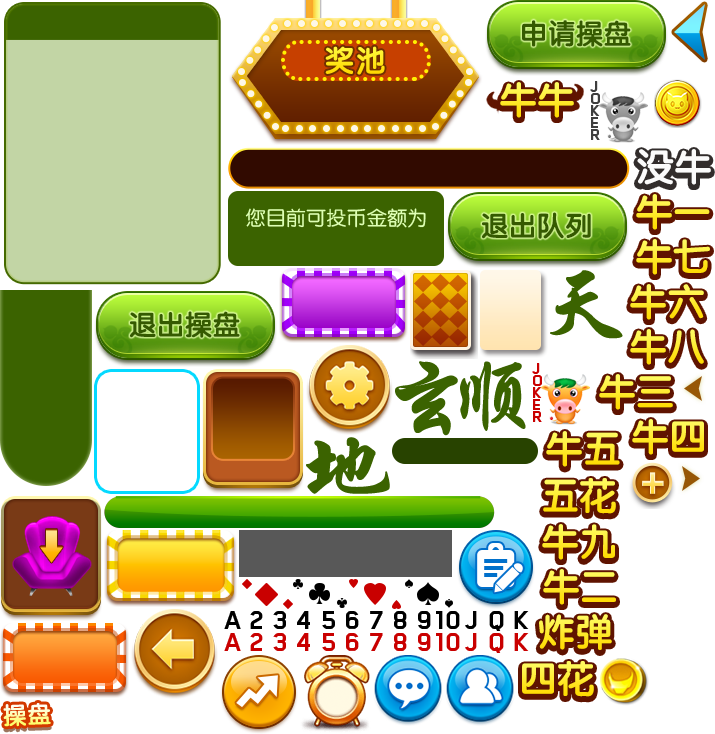 申请操盘
奖池
牛牛
JOKER
没牛
牛一
您目前可投币金额为
退出队列
牛七
天
牛六
退出操盘
牛八
玄
顺
JOKER
牛三
牛四
地
牛五
五花
牛九
牛二
A 2 3 4 5 6 7 8 9 10 J Q K
A 2 3 4 5 6 7 8 9 10 J Q K
炸弹
四花
操盘